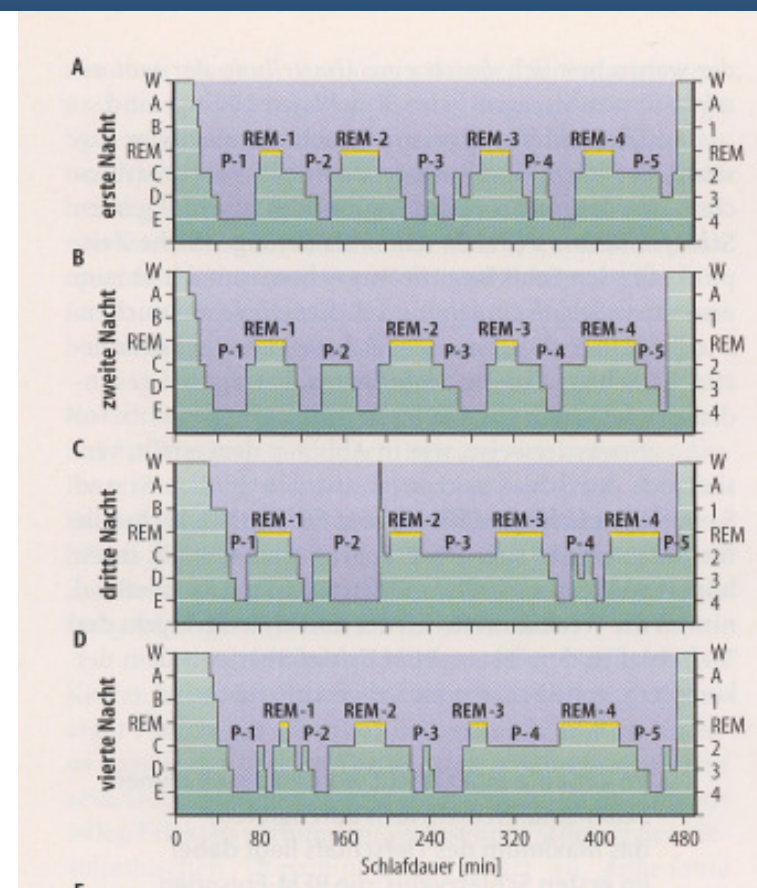 A
erste Nacht
W
A
B
REM
D
E
REM-1
REM-2
REM-3
REM-4
P-1
P-2
P-3
P-4
P-5
W
A
1
REM
2
3
4
B
zweite Nacht
W
A
B
REM
C
D
E
REM-1
REM-2
REM-3
REM-4
P-1
P-2
P-3
P-4
P-5
W
A
1
REM
2
3
4
C
dritte Nacht
W
A
B
REM
D
E
REM-1
REM-2
REM-3
REM-4
P-1
P-2
P-3
P-4
P-5
W
A
1
REM
2
3
4
D
vierte Nacht
W
A
B
REM
C
D
E
REM-1
REM-2
REM-3
REM-4
P-1
P-2
P-3
P-4
P-5
W
A
1
REM
2
3
4
0 80 160 240 320 400 480
Schlafdauer [min]